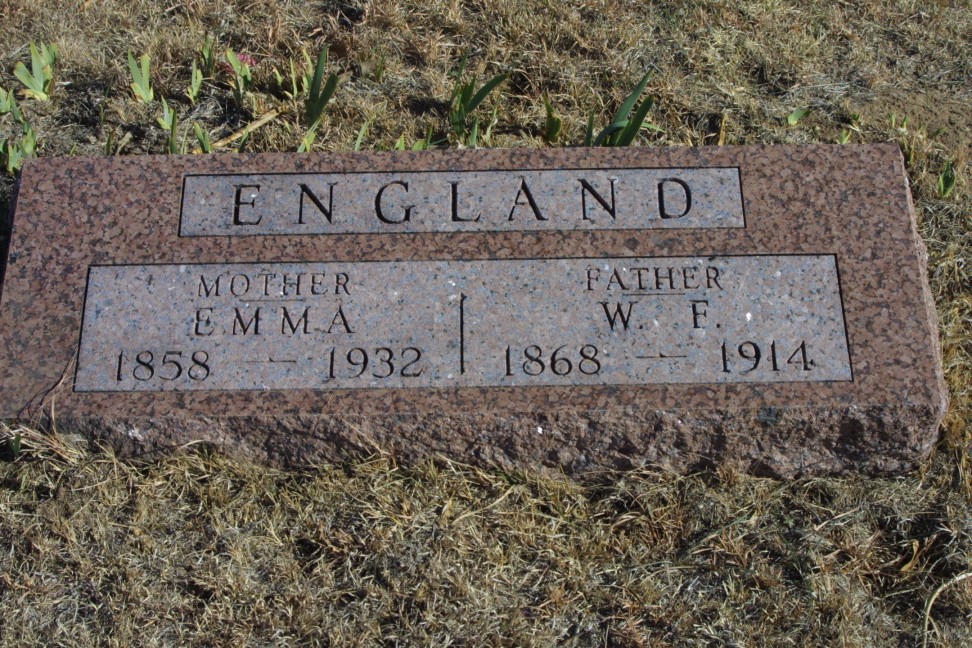 ENGLAND
MOTHER
EMMA
1858 — 1932
FATHER
W. F.
1868 — 1914